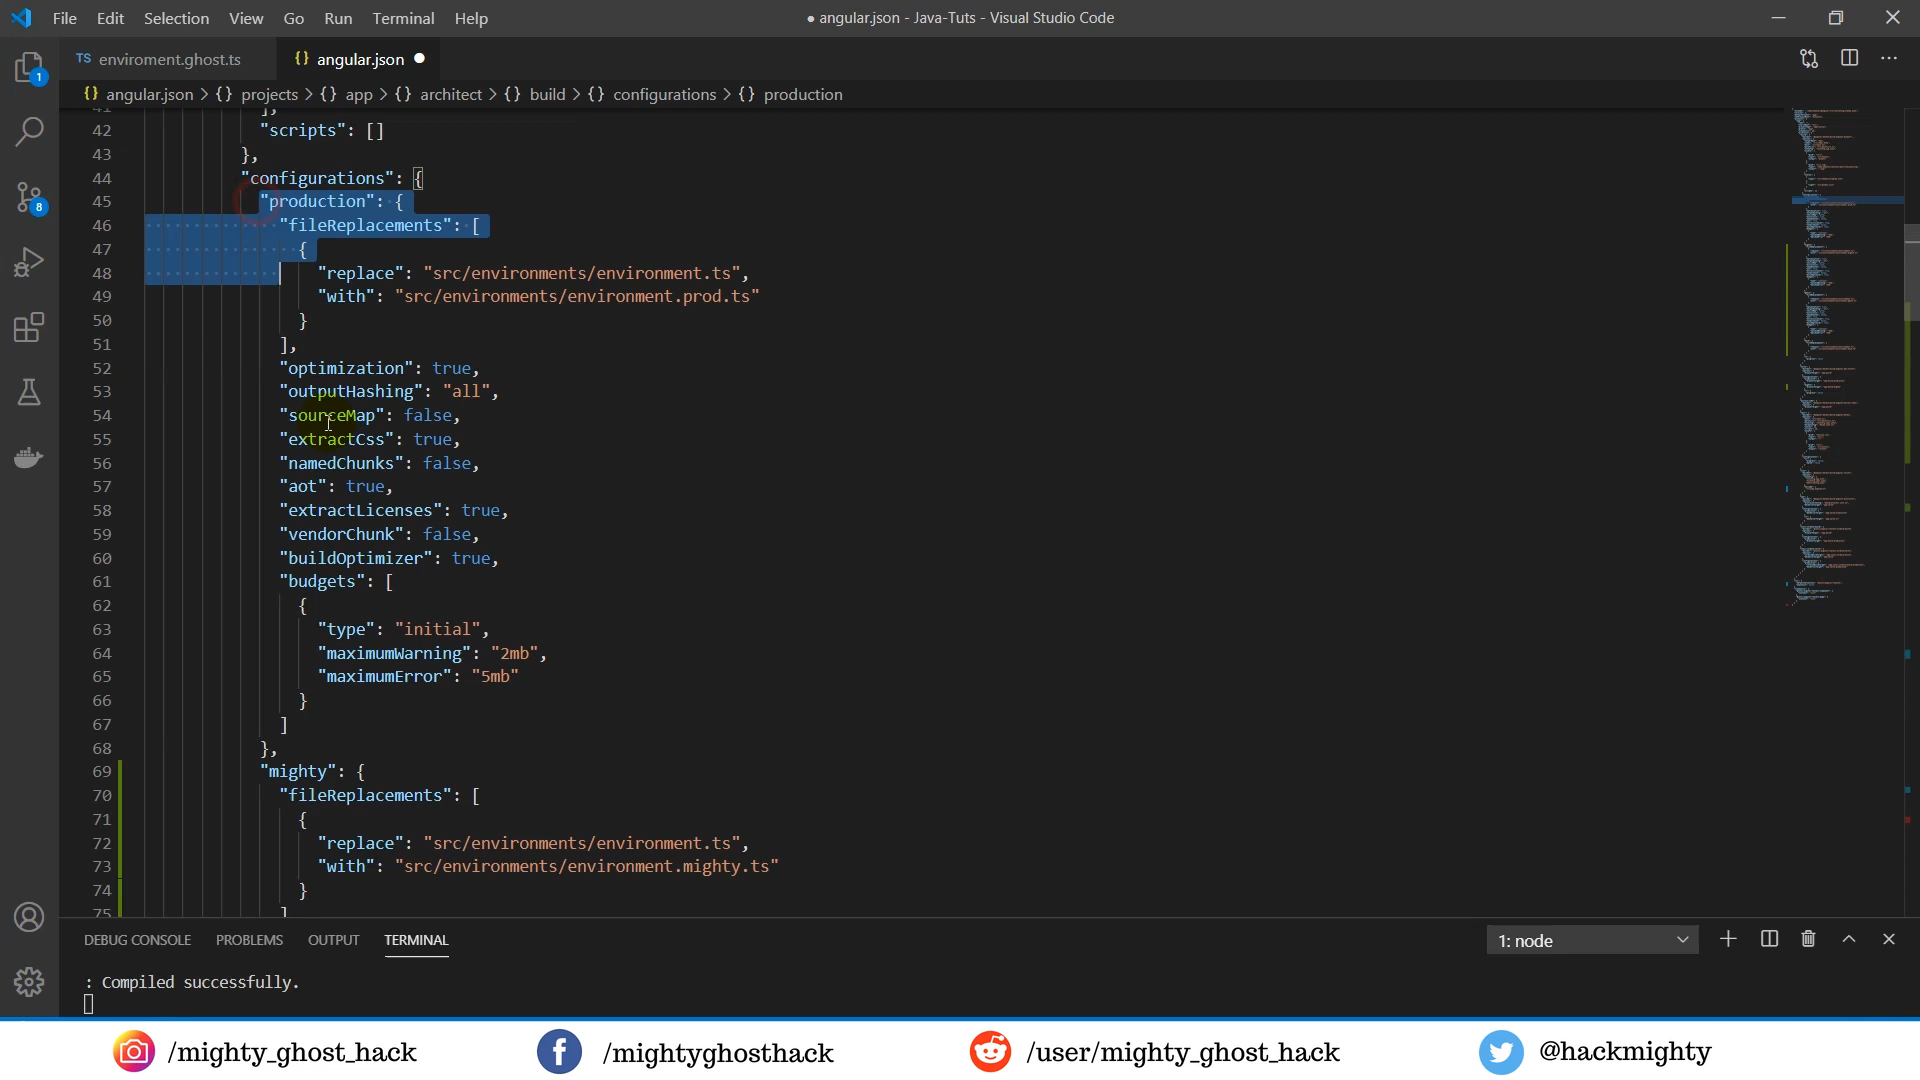 File Edit Selection View Go Run Terminal Help
● angular.json - Java-Tuts - Visual Studio Code
TS enviroment.ghost.ts
{} angular.json ●
{} angular.json > {} projects > {} app > {} architect > {} build > {} configurations > {} production
1
8
41 ],
42 "scripts": []
43 },
44 "configurations": {
45 "production": {
46 "fileReplacements": [
47 {
48 "replace": "src/environments/environment.ts",
49 "with": "src/environments/environment.prod.ts"
50 }
51 ],
52 "optimization": true,
53 "outputHashing": "all",
54 "sourceMap": false,
55 "extractCss": true,
56 "namedChunks": false,
57 "aot": true,
58 "extractLicenses": true,
59 "vendorChunk": false,
60 "buildOptimizer": true,
61 "budgets": [
62 {
63 "type": "initial",
64 "maximumWarning": "2mb",
65 "maximumError": "5mb"
66 }
67 ]
68 },
69 "mighty": {
70 "fileReplacements": [
71 {
72 "replace": "src/environments/environment.ts",
73 "with": "src/environments/environment.mighty.ts"
74 }
75 ]
DEBUG CONSOLE PROBLEMS OUTPUT TERMINAL
1: node
: Compiled successfully.
/mighty_ghost_hack
/mightyghosthack
/user/mighty_ghost_hack
@hackmighty